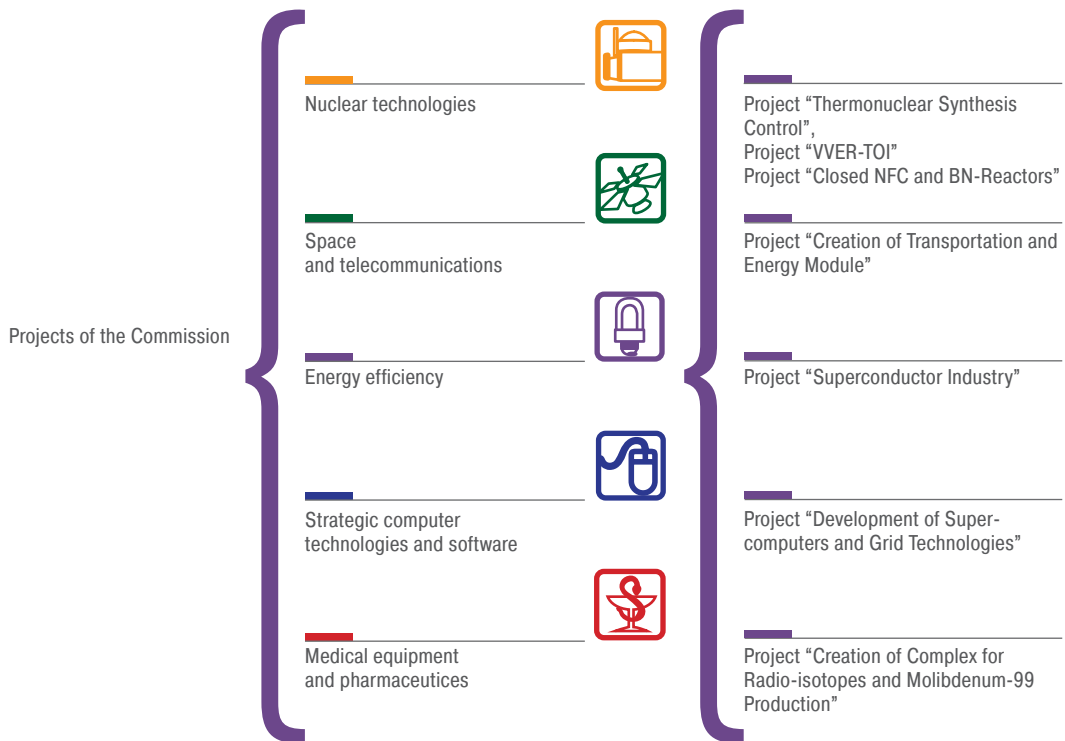 Projects of the Commission
Nuclear technologies
Project “Thermonuclear Synthesis
Control”,
Project “VVER-TOI”
Project “Closed NFC and BN-Reactors”
Space
and telecommunications
Project “Creation of Transportation and
Energy Module”
Energy efficiency
Project “Superconductor Industry”
Strategic computer
technologies and software
Project “Development of Super-
computers and Grid Technologies”
Medical equipment
and pharmaceutices
Project “Creation of Complex for
Radio-isotopes and Molibdenum-99
Production”